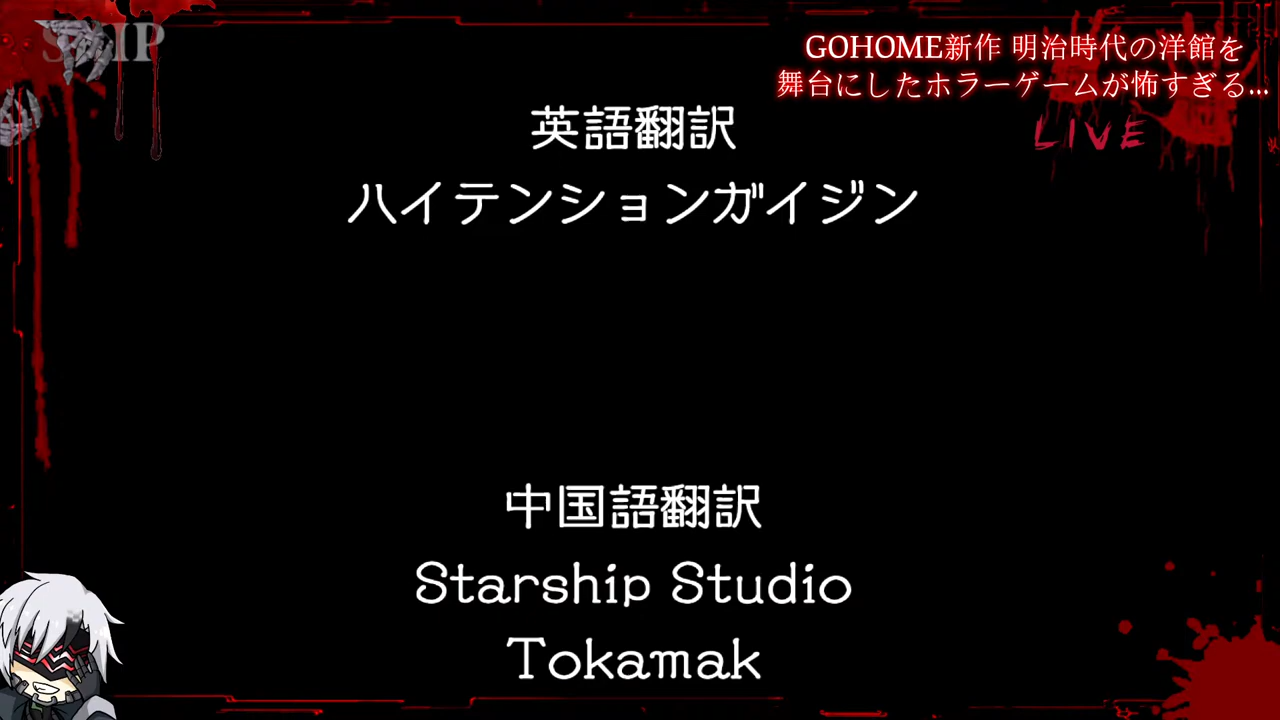 GOHOME新作 明治時代の洋館を
舞台にしたホラーゲームが怖すぎる...
LIVE
英語翻訳
ハイテンションガイジン
中国語翻訳
Starship Studio
Tokamak